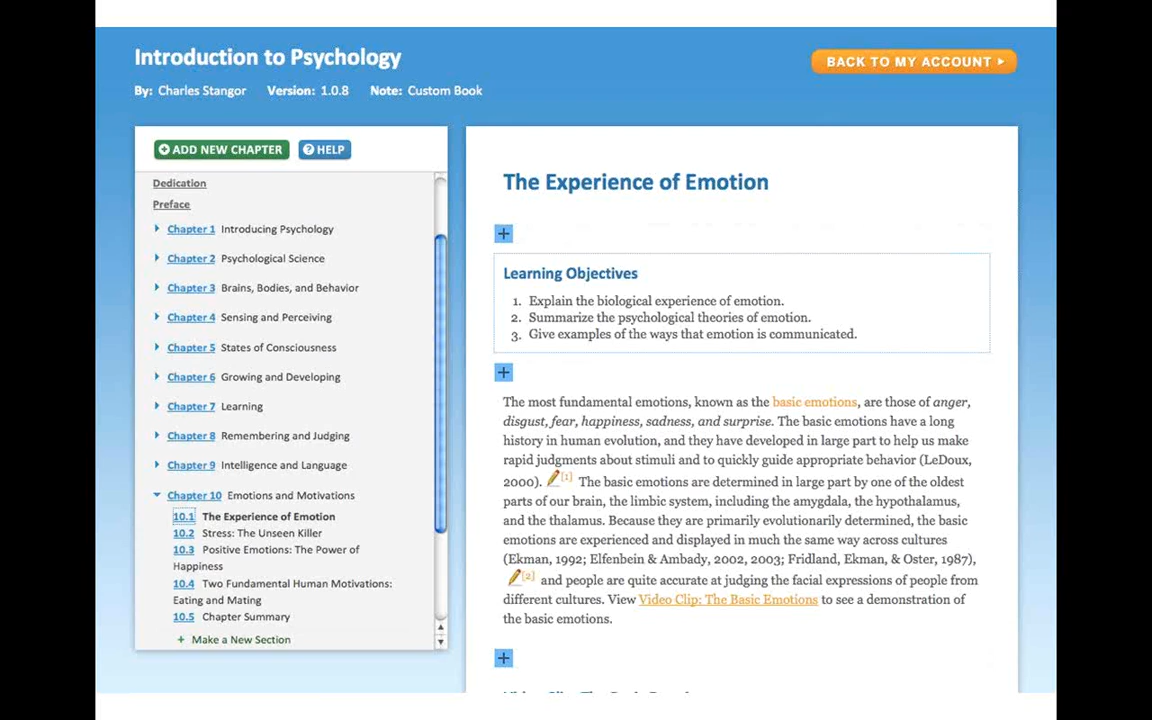 Introduction to Psychology
By: Charles Stangor Version: 1.0.8 Note: Custom Book
BACK TO MY ACCOUNT
ADD NEW CHAPTER
? HELP
Dedication
Preface
Chapter 1 Introducing Psychology
Chapter 2 Psychological Science
Chapter 3 Brains, Bodies, and Behavior
Chapter 4 Sensing and Perceiving
Chapter 5 States of Consciousness
Chapter 6 Growing and Developing
Chapter 7 Learning
Chapter 8 Remembering and Judging
Chapter 9 Intelligence and Language
Chapter 10 Emotions and Motivations
10.1 The Experience of Emotion
10.2 Stress: The Unseen Killer
10.3 Positive Emotions: The Power of
Happiness
10.4 Two Fundamental Human Motivations:
Eating and Mating
10.5 Chapter Summary
+ Make a New Section
The Experience of Emotion
+
Learning Objectives
1. Explain the biological experience of emotion.
2. Summarize the psychological theories of emotion.
3. Give examples of the ways that emotion is communicated.
+
The most fundamental emotions, known as the basic emotions, are those of anger,
disgust, fear, happiness, sadness, and surprise. The basic emotions have a long
history in human evolution, and they have developed in large part to help us make
rapid judgments about stimuli and to quickly guide appropriate behavior (LeDoux,
2000). [1] The basic emotions are determined in large part by one of the oldest
parts of our brain, the limbic system, including the amygdala, the hypothalamus,
and the thalamus. Because they are primarily evolutionarily determined, the basic
emotions are experienced and displayed in much the same way across cultures
(Ekman, 1992; Elfenbein & Ambady, 2002, 2003; Fridland, Ekman, & Oster, 1987),
[2] and people are quite accurate at judging the facial expressions of people from
different cultures. View Video Clip: The Basic Emotions to see a demonstration of
the basic emotions.
+